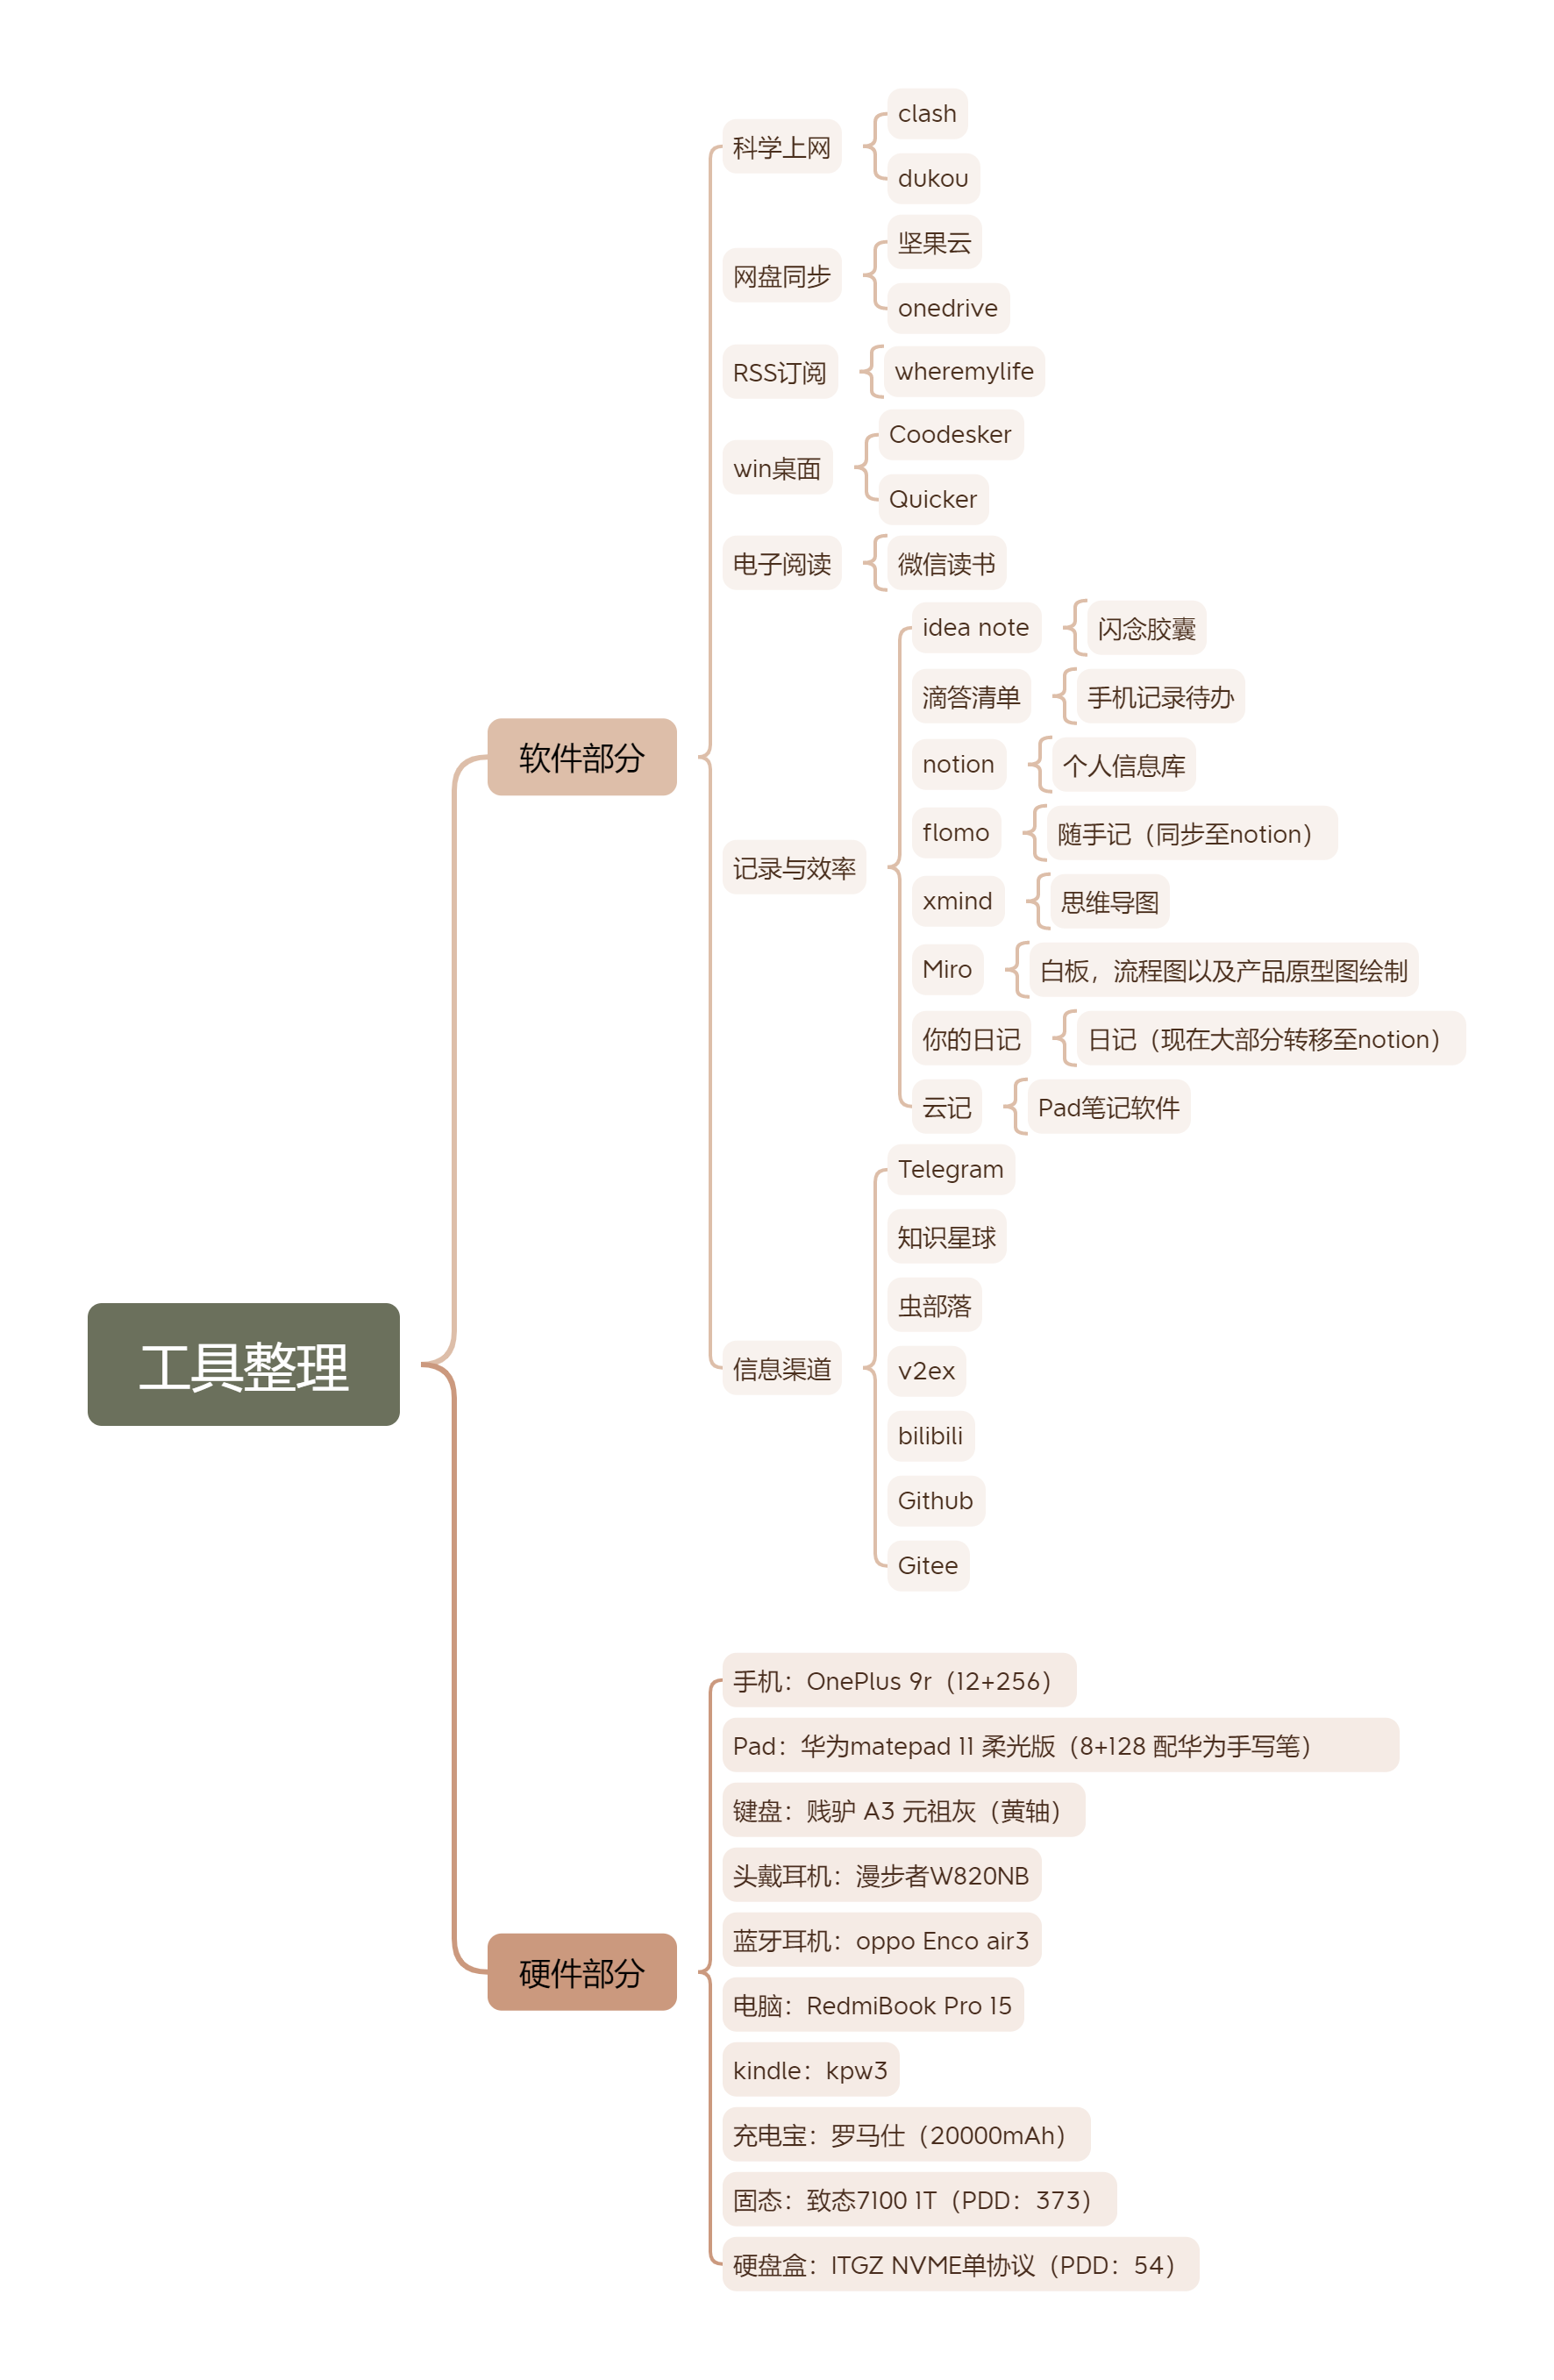 工具整理
软件部分
科学上网
clash
dukou
网盘同步
坚果云
onedrive
RSS订阅
wheremylife
win桌面
Coodesker
Quicker
电子阅读
微信读书
记录与效率
idea note
闪念胶囊
滴答清单
手机记录待办
notion
个人信息库
flomo
随手记（同步至notion）
xmind
思维导图
Miro
白板，流程图以及产品原型图绘制
你的日记
日记（现在大部分转移至notion）
云记
Pad笔记软件
信息渠道
Telegram
知识星球
虫部落
v2ex
bilibili
Github
Gitee
硬件部分
手机：OnePlus 9r（12+256）
Pad：华为matepad 11 柔光版（8+128 配华为手写笔）
键盘：贱驴 A3 元祖灰（黄轴）
头戴耳机：漫步者W820NB
蓝牙耳机：oppo Enco air3
电脑：RedmiBook Pro 15
kindle：kpw3
充电宝：罗马仕（20000mAh）
固态：致态7100 1T（PDD：373）
硬盘盒：ITGZ NVME单协议（PDD：54）